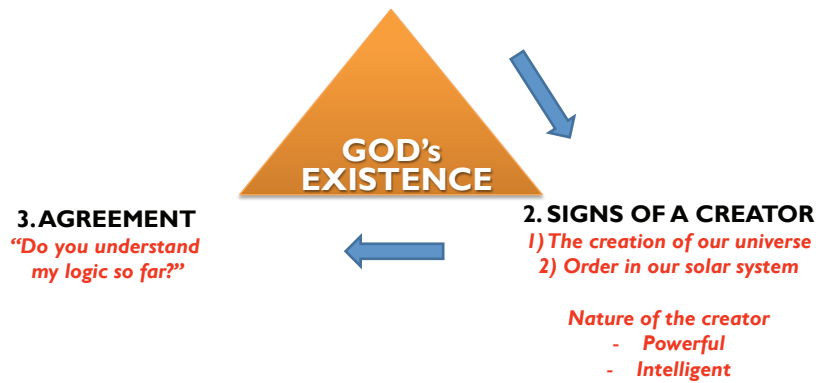 GOD's
EXISTENCE
2. SIGNS OF A CREATOR
1) The creation of our universe
2) Order in our solar system
Nature of the creator
- Powerful
- Intelligent
3. AGREEMENT
“Do you understand
my logic so far?”